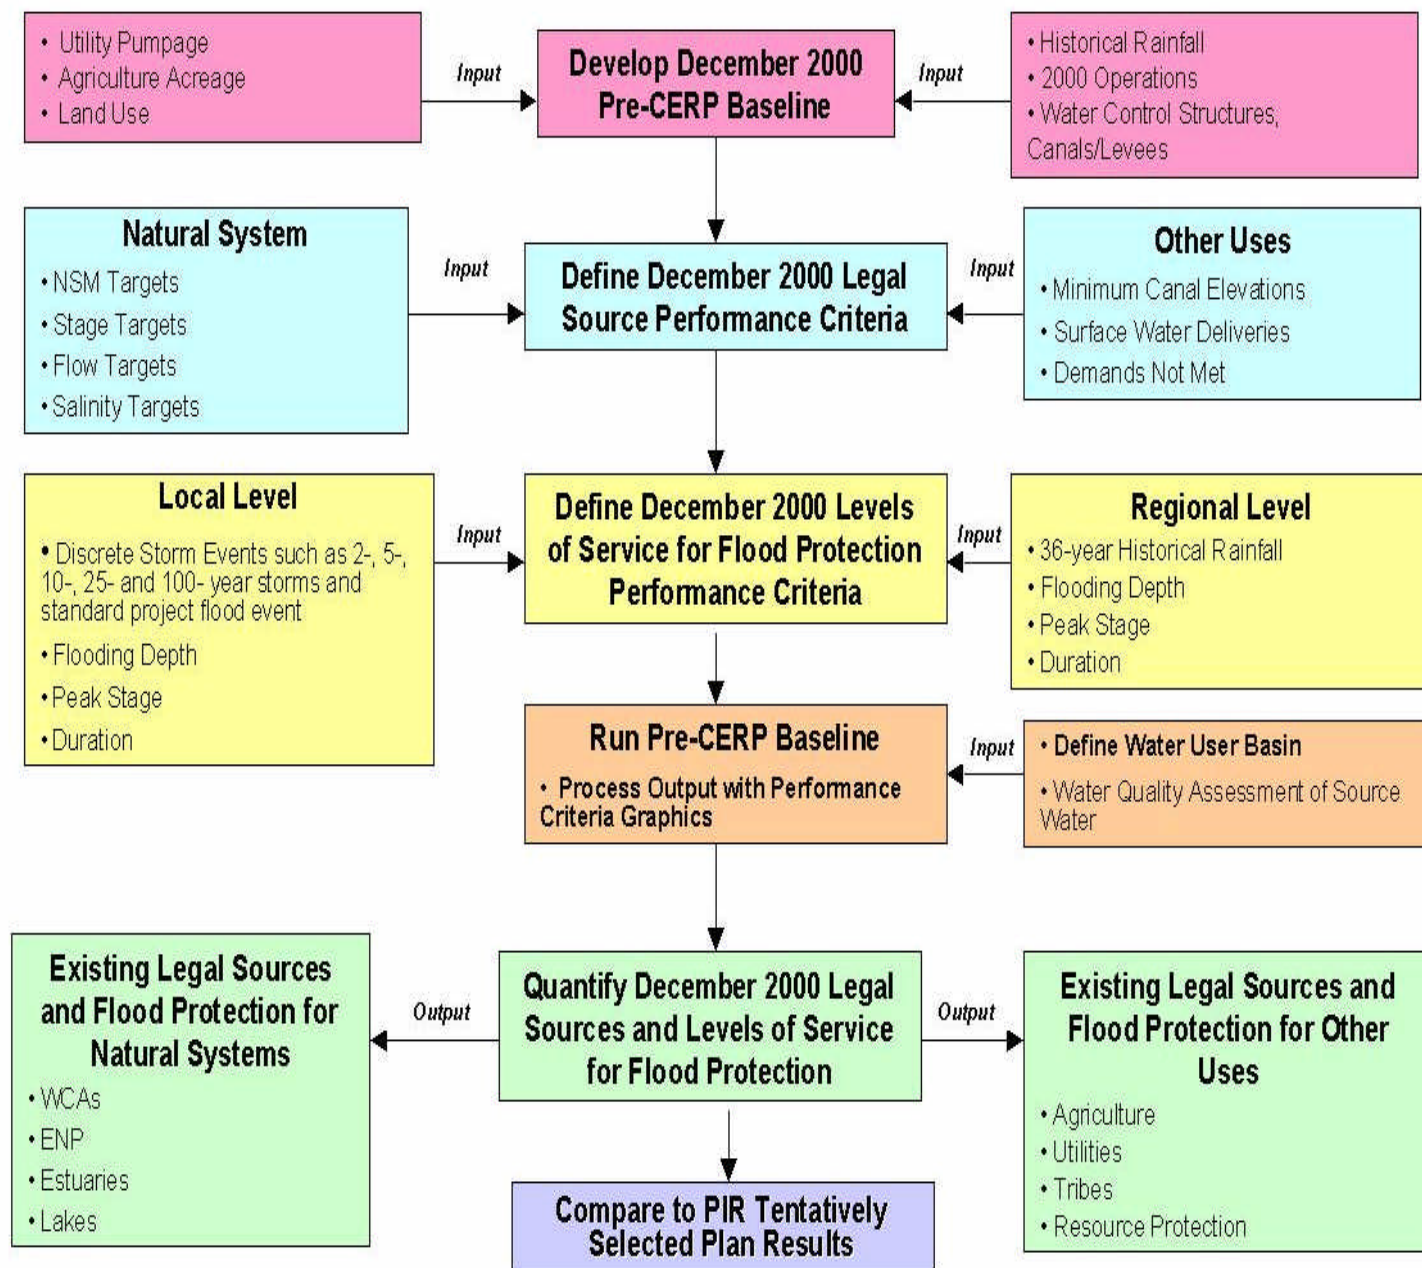 • Utility Pumpage
• Agriculture Acreage
• Land Use
Input
Develop December 2000
Pre-CERP Baseline
Input
• Historical Rainfall
• 2000 Operations
• Water Control Structures,
Canals/Levees
Natural System
• NSM Targets
• Stage Targets
• Flow Targets
• Salinity Targets
Input
Define December 2000 Legal
Source Performance Criteria
Input
Other Uses
• Minimum Canal Elevations
• Surface Water Deliveries
• Demands Not Met
Local Level
• Discrete Storm Events such as 2-, 5-,
10-, 25- and 100- year storms and
standard project flood event
• Flooding Depth
• Peak Stage
• Duration
Input
Define December 2000 Levels
of Service for Flood Protection
Performance Criteria
Input
Regional Level
• 36-year Historical Rainfall
• Flooding Depth
• Peak Stage
• Duration
Run Pre-CERP Baseline
• Process Output with Performance
Criteria Graphics
Input
• Define Water User Basin
• Water Quality Assessment of Source
Water
Existing Legal Sources
and Flood Protection for
Natural Systems
• WCAs
• ENP
• Estuaries
• Lakes
Output
Quantify December 2000 Legal
Sources and Levels of Service
for Flood Protection
Output
Existing Legal Sources and
Flood Protection for Other
Uses
• Agriculture
• Utilities
• Tribes
• Resource Protection
Compare to PIR Tentatively
Selected Plan Results